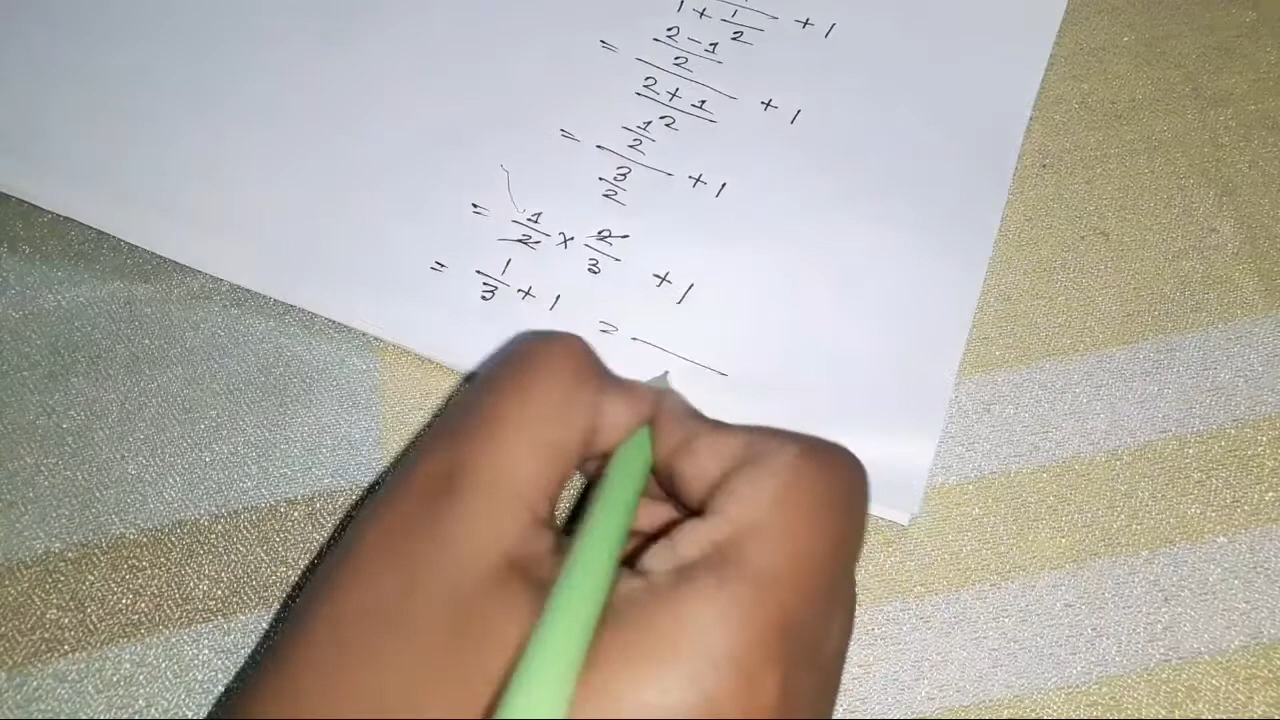 1 + 1/2 + 1
= (2 - 1)/2 / (2 + 1)/2 + 1
= 1/2 / 3/2 + 1
= 1/2 × 2/3 + 1
= 1/3 + 1
=